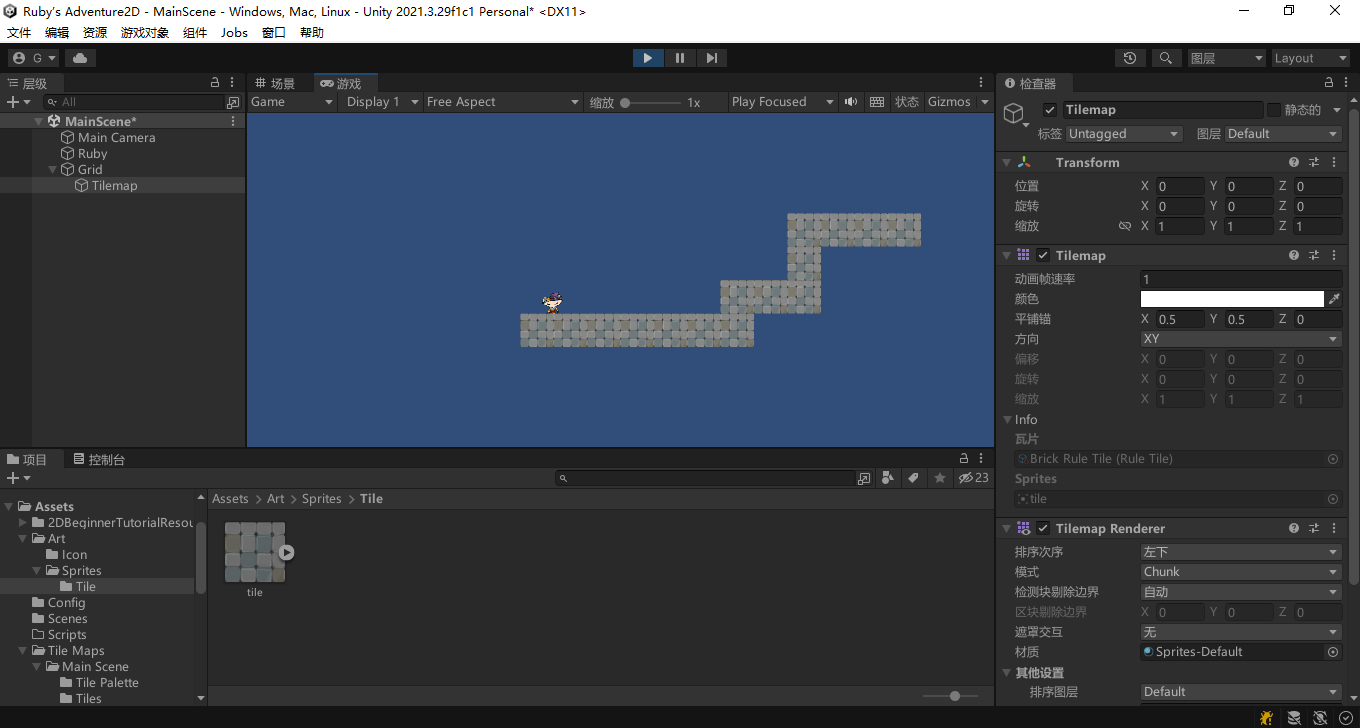 Ruby's Adventure2D - MainScene - Windows, Mac, Linux - Unity 2021.3.29f1c1 Personal* <DX11>
文件 编辑 资源 游戏对象 组件 Jobs 窗口 帮助
G 图层 Layout
层级 场景 游戏 检查器
All Game Display 1 Free Aspect 缩放 1x Play Focused 状态 Gizmos
MainScene*
Main Camera
Ruby
Grid
Tilemap
Tilemap 静态的
标签 Untagged 图层 Default
Transform
位置 X 0 Y 0 Z 0
旋转 X 0 Y 0 Z 0
缩放 X 1 Y 1 Z 1
Tilemap
动画帧速率 1
颜色
平铺锚 X 0.5 Y 0.5 Z 0
方向 XY
偏移 X 0 Y 0 Z 0
旋转 X 0 Y 0 Z 0
缩放 X 1 Y 1 Z 1
Info
瓦片
Brick Rule Tile (Rule Tile)
Sprites
tile
Tilemap Renderer
排序次序 左下
模式 Chunk
检测块剔除边界 自动
区块剔除边界 X 0 Y 0 Z 0
遮罩交互 无
材质 Sprites-Default
其他设置
排序图层 Default
项目 控制台
23
Assets
2DBeginnerTutorialResou
Art
Icon
Sprites
Tile
Config
Scenes
Scripts
Tile Maps
Main Scene
Tile Palette
Tiles
Assets > Art > Sprites > Tile
tile